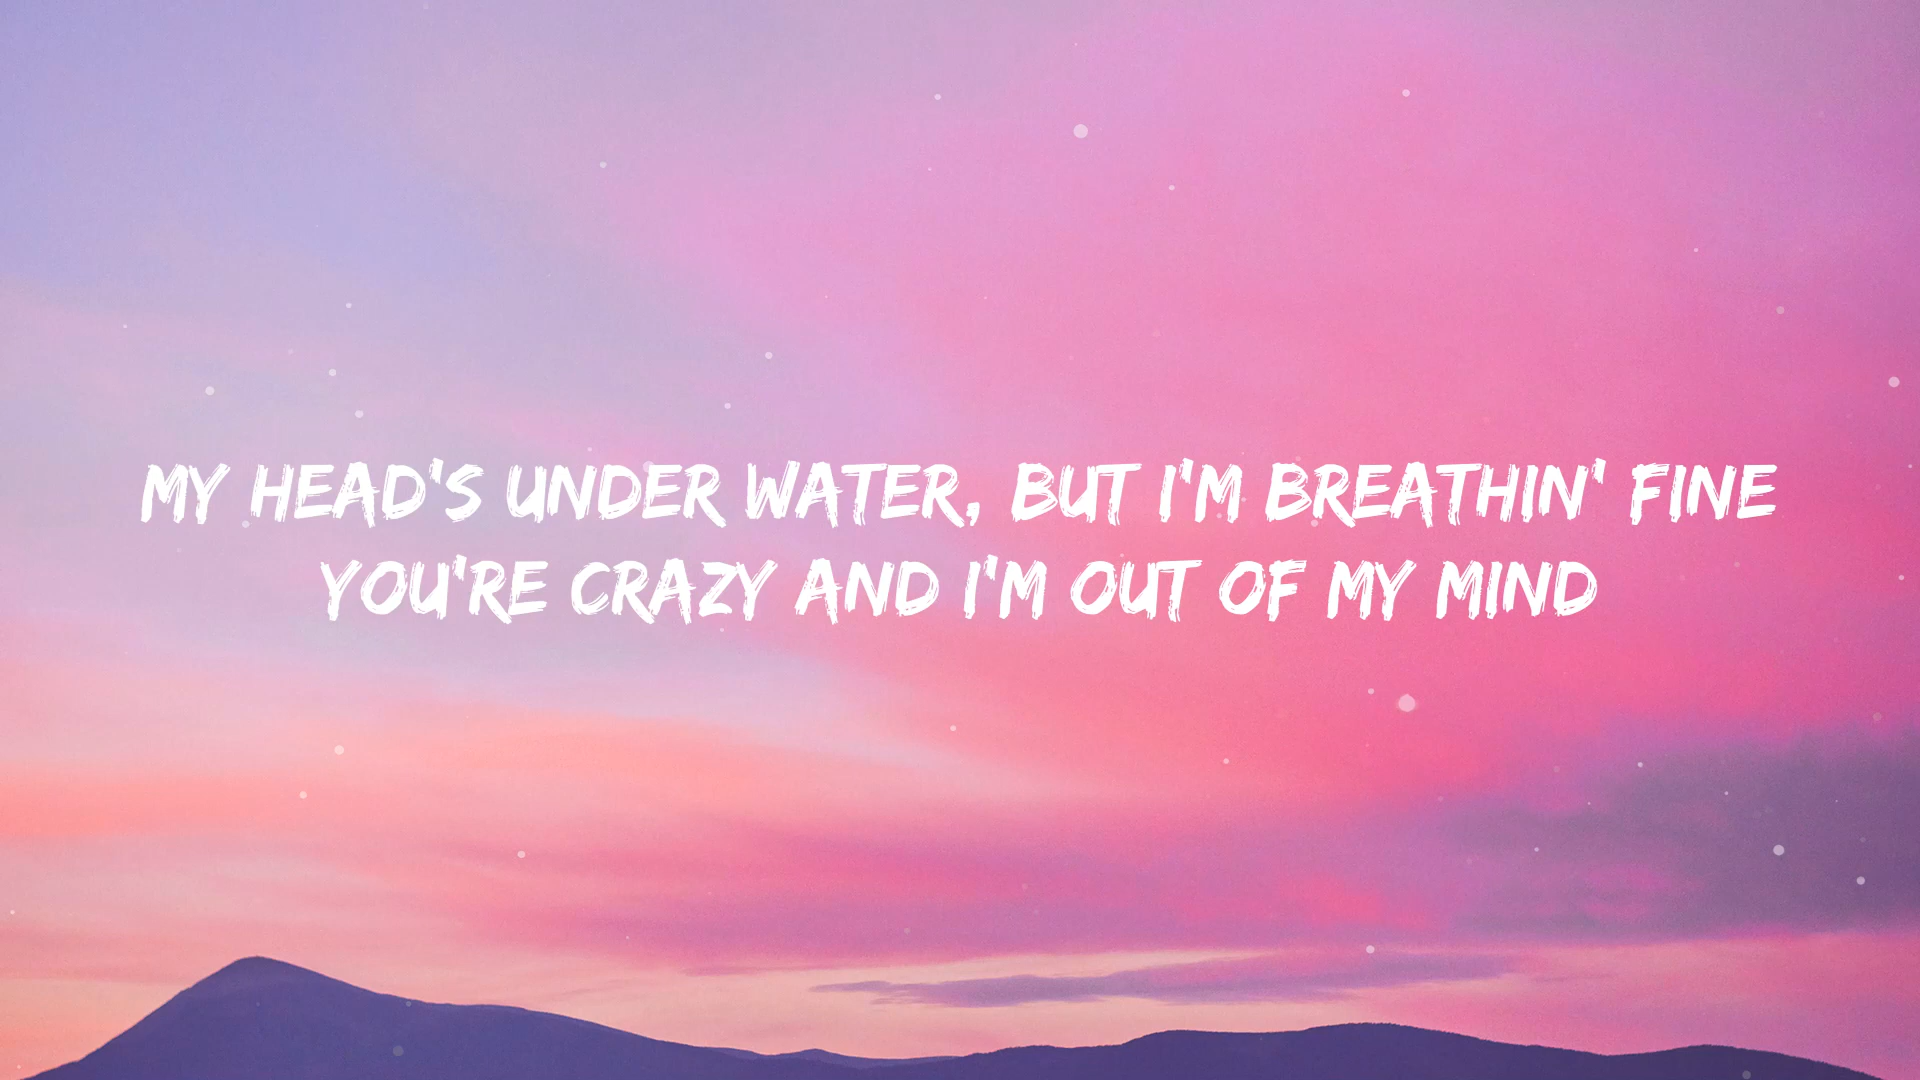 MY HEAD'S UNDER WATER, BUT I'M BREATHIN' FINE
YOU'RE CRAZY AND I'M OUT OF MY MIND